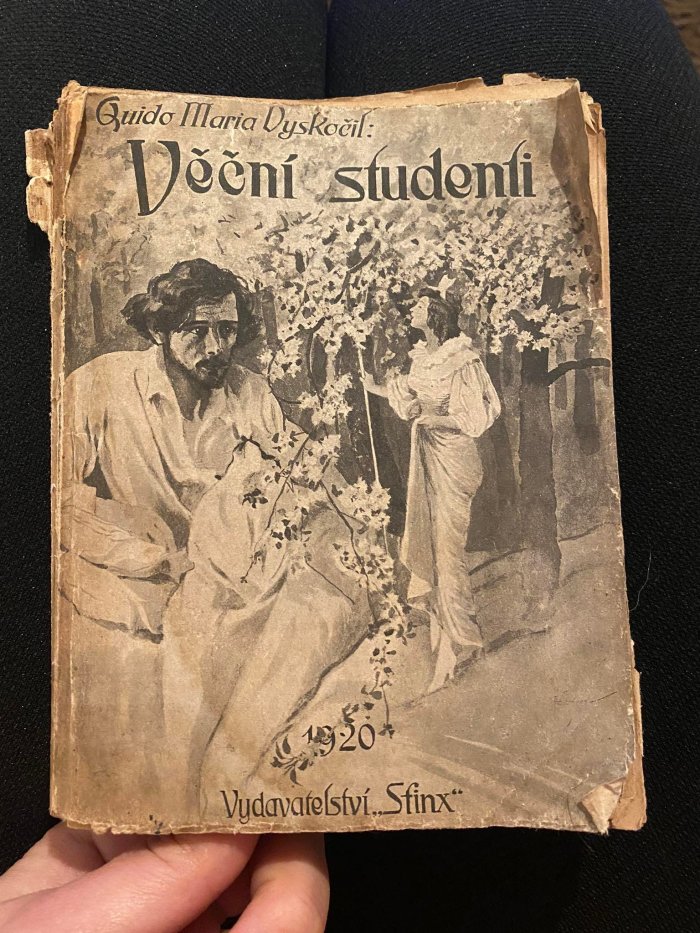 Guido Maria Vyskočil:
Věční studenti
1920
Vydavatelství „Sfinx“